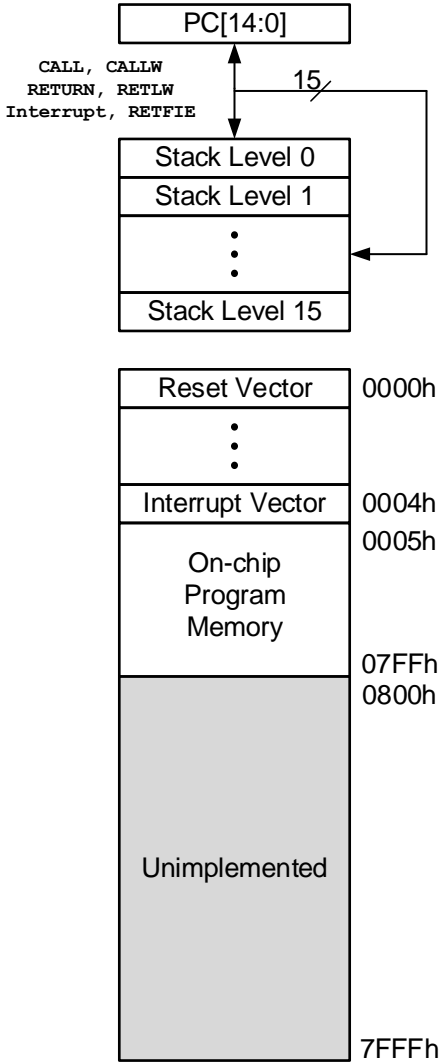 PC[14:0]
CALL, CALLW
RETURN, RETLW
Interrupt, RETFIE
15
Stack Level 0
Stack Level 1
Stack Level 15
Reset Vector
0000h
Interrupt Vector
0004h
0005h
On-chip
Program
Memory
07FFh
0800h
Unimplemented
7FFFh